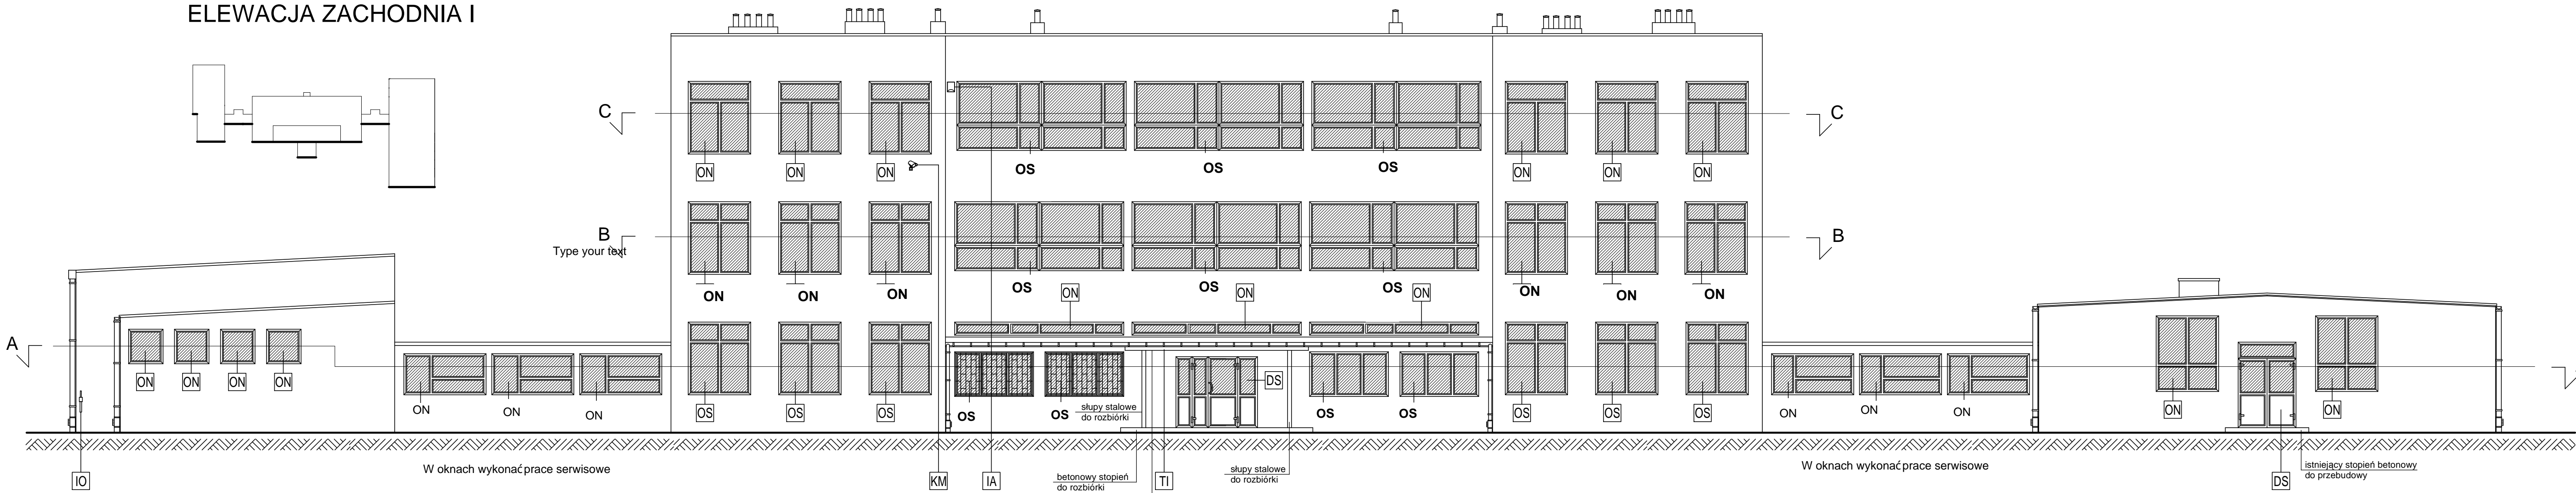 ELEWACJA ZACHODNIA I
C
C
ON ON ON OS OS OS ON ON ON
B
B
Type your text
ON ON ON OS OS OS ON ON ON
ON ON ON
A
ON ON ON ON
OS OS OS OS OS DS OS OS OS OS OS
ON ON ON ON ON ON
ON ON
słupy stalowe
do rozbiórki
W oknach wykonać prace serwisowe
W oknach wykonać prace serwisowe
IO KM IA TI DS
betonowy stopień
do rozbiórki
słupy stalowe
do rozbiórki
istniejący stopień betonowy
do przebudowy